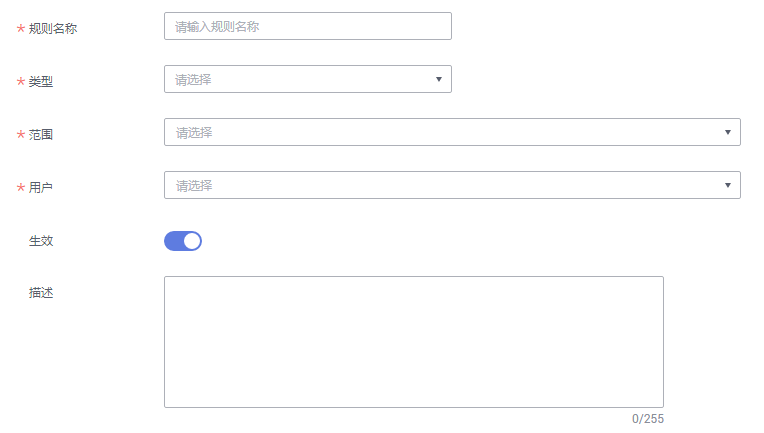 * 规则名称 请输入规则名称
* 类型 请选择
* 范围 请选择
* 用户 请选择
生效
描述
0/255